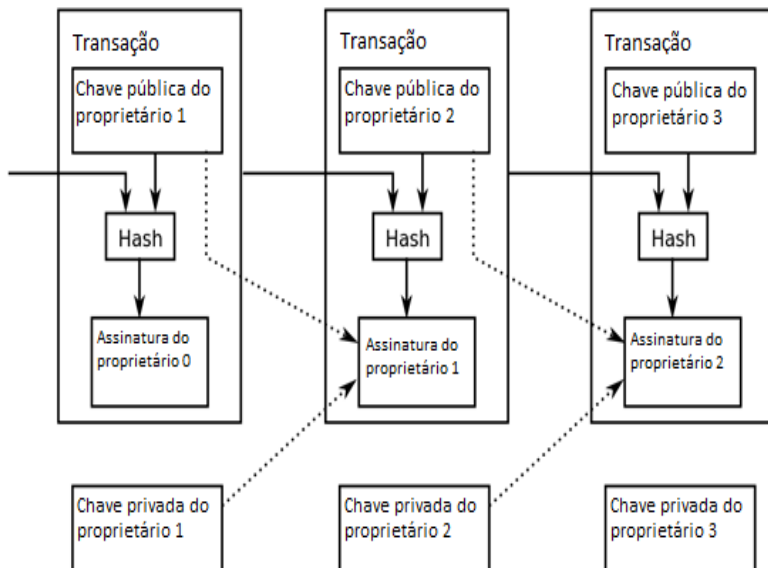 Transação
Chave pública do
proprietário 1
Hash
Assinatura do
proprietário 0
Transação
Chave pública do
proprietário 2
Hash
Assinatura do
proprietário 1
Transação
Chave pública do
proprietário 3
Hash
Assinatura do
proprietário 2
Chave privada do
proprietário 1
Chave privada do
proprietário 2
Chave privada do
proprietário 3